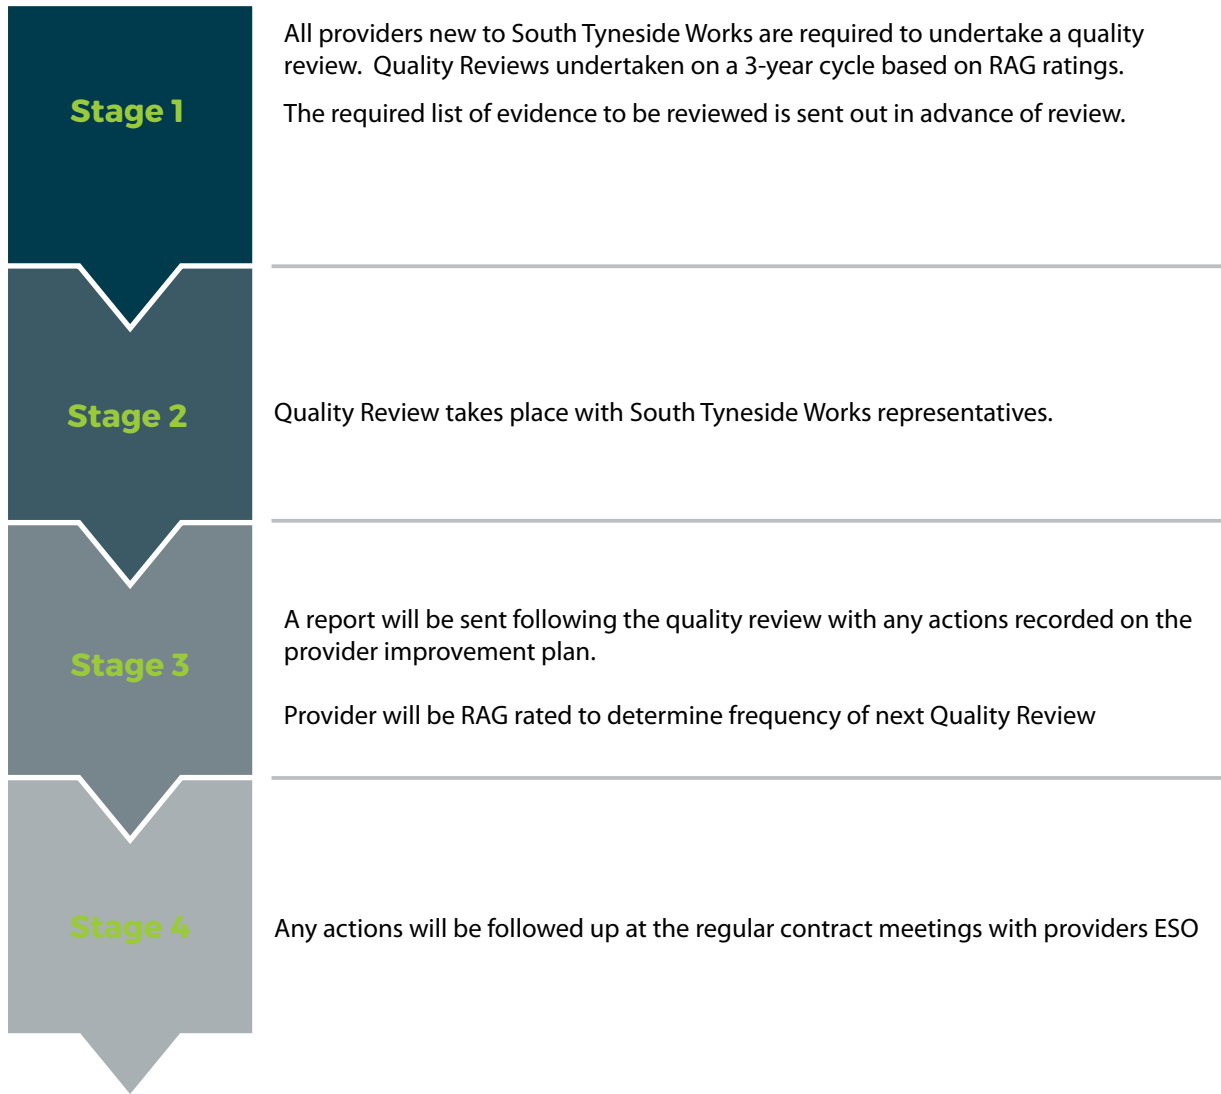 Stage 1
All providers new to South Tyneside Works are required to undertake a quality
review.  Quality Reviews undertaken on a 3-year cycle based on RAG ratings.
The required list of evidence to be reviewed is sent out in advance of review.
Stage 2
Quality Review takes place with South Tyneside Works representatives.
Stage 3
A report will be sent following the quality review with any actions recorded on the
provider improvement plan.
Provider will be RAG rated to determine frequency of next Quality Review
Stage 4
Any actions will be followed up at the regular contract meetings with providers ESO